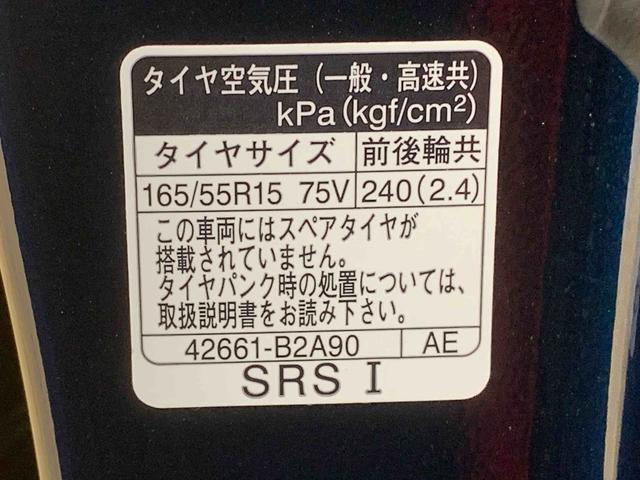 タイヤ空気圧(一般・高速共)
kPa(kgf/cm²)
タイヤサイズ 前後輪共
165/55R15 75V 240(2.4)
この車両にはスペアタイヤが
搭載されていません。
タイヤパンク時の処置については、
取扱説明書をお読み下さい。
42661-B2A90 AE
SRS I